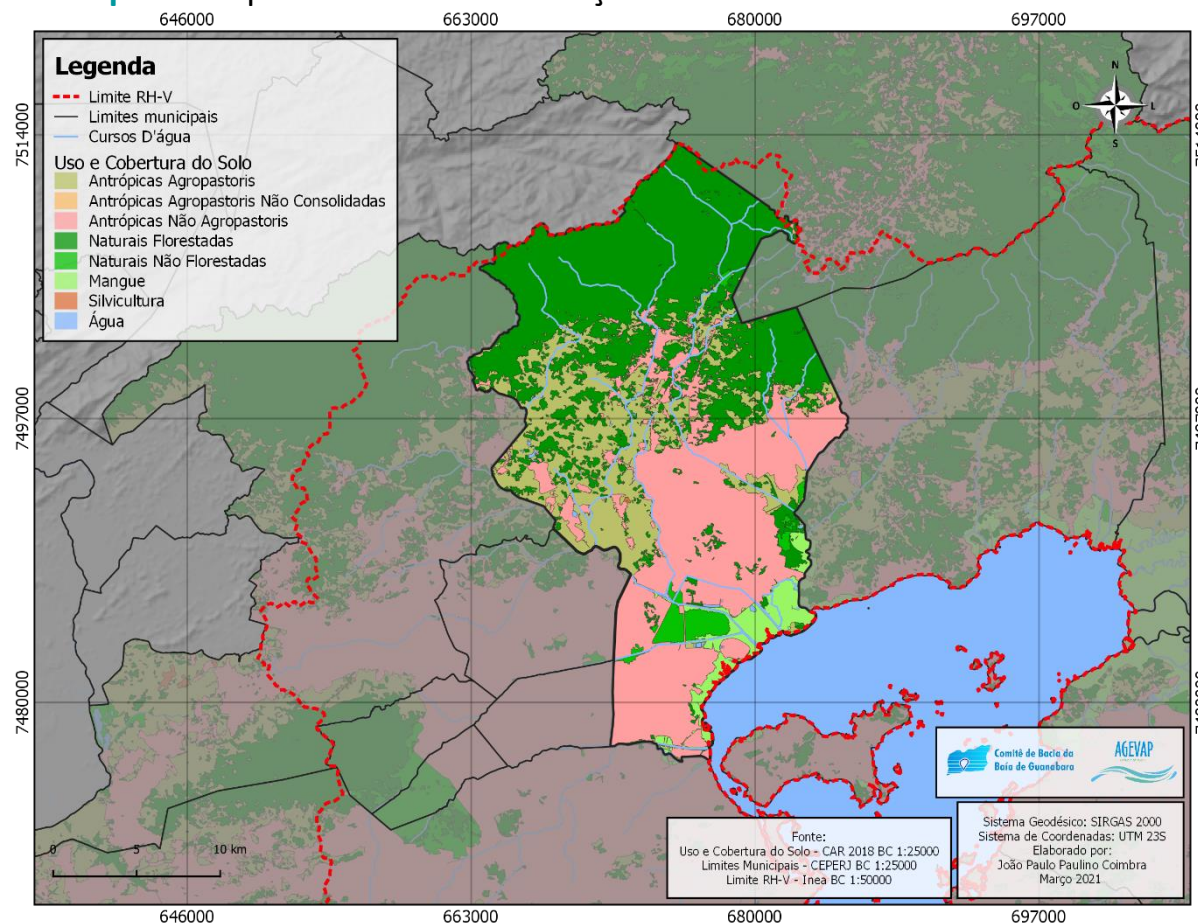 646000 663000 680000 697000
Legenda
Limite RH-V
Limites municipais
Cursos D'água
Uso e Cobertura do Solo
Antrópicas Agropastoris
Antrópicas Agropastoris Não Consolidadas
Antrópicas Não Agropastoris
Naturais Florestadas
Naturais Não Florestadas
Mangue
Silvicultura
Água
N
O L
S
7514000
7497000
7480000
0 5 10 km
Comitê de Bacia da
Baía de Guanabara
AGEVAP
Fonte:
Uso e Cobertura do Solo - CAR 2018 BC 1:25000
Limites Municipais - CEPERJ BC 1:25000
Limite RH-V - Inea BC 1:50000
Sistema Geodésico: SIRGAS 2000
Sistema de Coordenadas: UTM 23S
Elaborado por:
João Paulo Paulino Coimbra
Março 2021
646000 663000 680000 697000